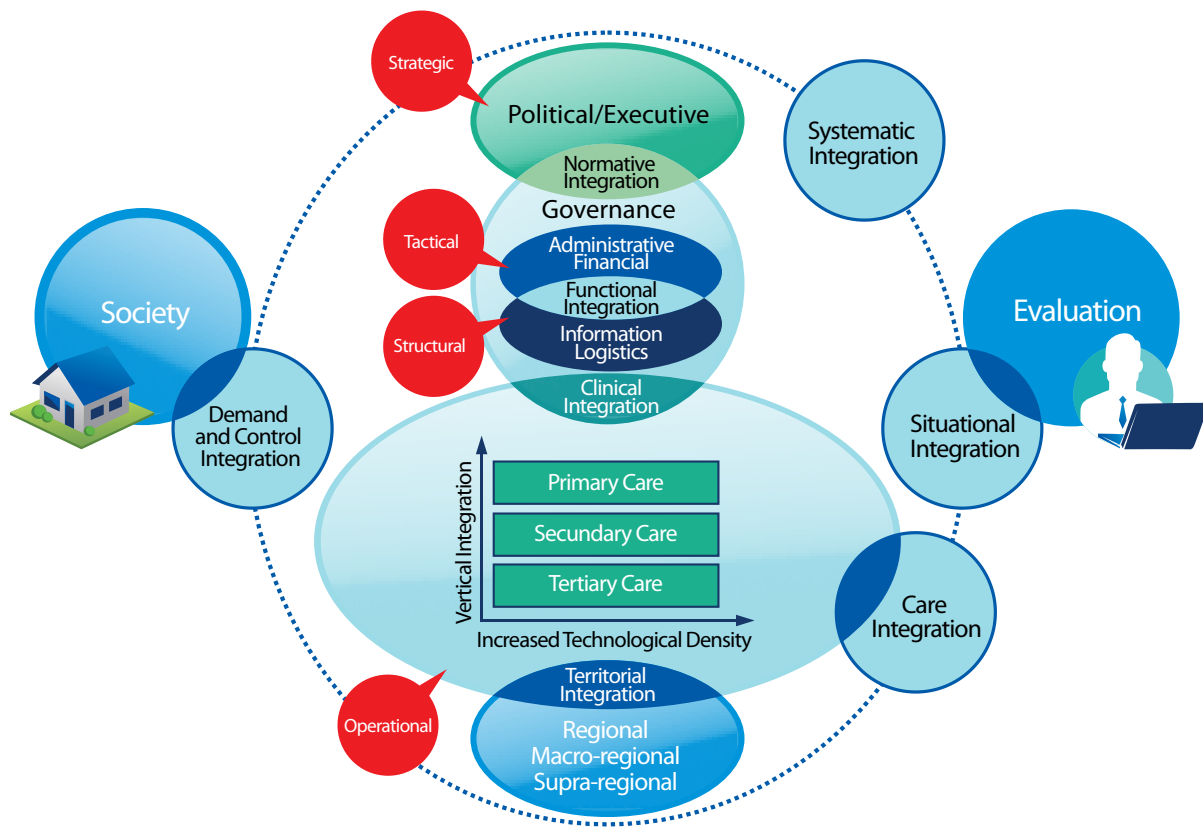 Strategic
Political/Executive
Normative
Integration
Systematic
Integration
Governance
Tactical
Administrative
Financial
Functional
Integration
Structural
Information
Logistics
Clinical
Integration
Society
Demand
and Control
Integration
Evaluation
Situational
Integration
Vertical Integration
Primary Care
Secundary Care
Tertiary Care
Increased Technological Density
Care
Integration
Territorial
Integration
Operational
Regional
Macro-regional
Supra-regional